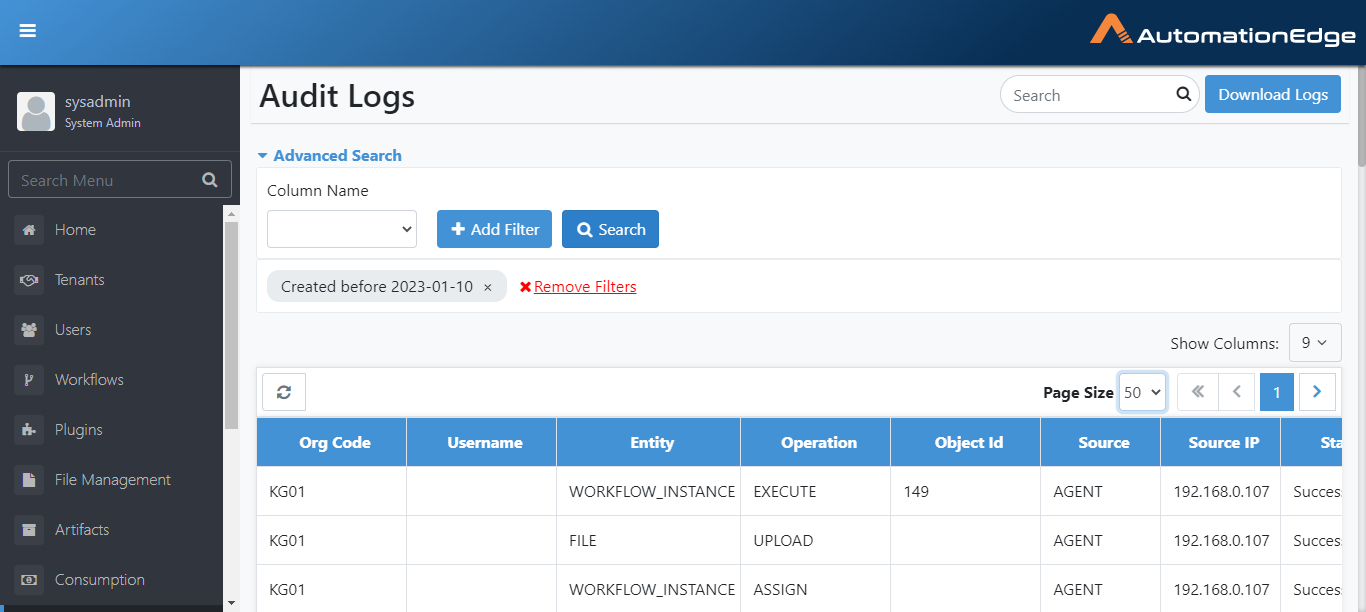 AutomationEdge
sysadmin
System Admin
Search Menu
Home
Tenants
Users
Workflows
Plugins
File Management
Artifacts
Consumption
Audit Logs
Search
Download Logs
Advanced Search
Column Name
Add Filter
Search
Created before 2023-01-10 ×
Remove Filters
Show Columns: 9
Page Size 50 « 1
Org Code Username Entity Operation Object Id Source Source IP Sta
KG01 WORKFLOW_INSTANCE EXECUTE 149 AGENT 192.168.0.107 Succes
KG01 FILE UPLOAD AGENT 192.168.0.107 Succes
KG01 WORKFLOW_INSTANCE ASSIGN AGENT 192.168.0.107 Succes